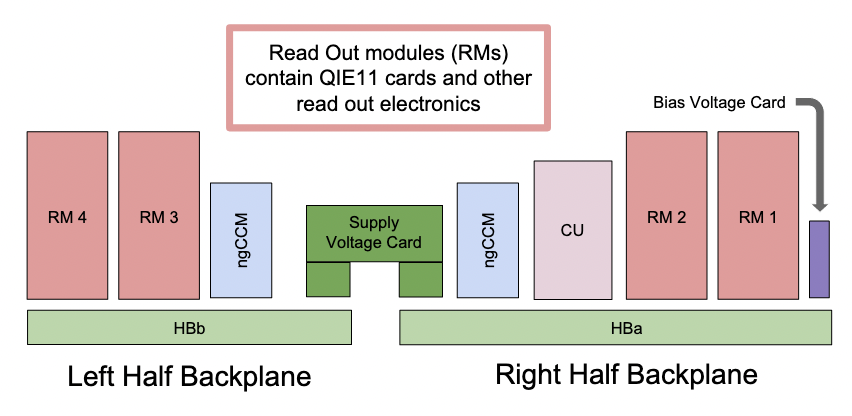 Read Out modules (RMs)
contain QIE11 cards and other
read out electronics
Bias Voltage Card
RM 4
RM 3
ngCCM
Supply
Voltage Card
ngCCM
CU
RM 2
RM 1
HBb
HBa
Left Half Backplane
Right Half Backplane